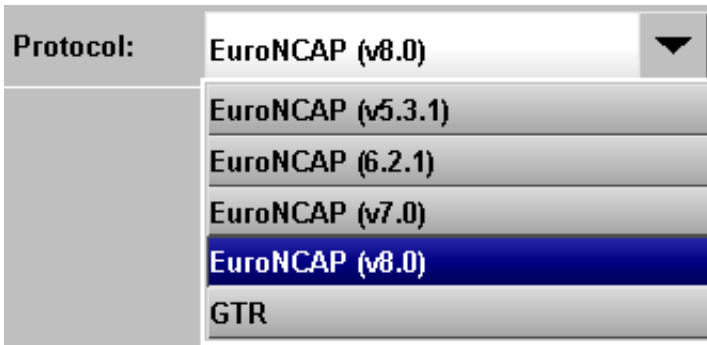 Protocol: EuroNCAP (v8.0)
EuroNCAP (v5.3.1)
EuroNCAP (6.2.1)
EuroNCAP (v7.0)
EuroNCAP (v8.0)
GTR